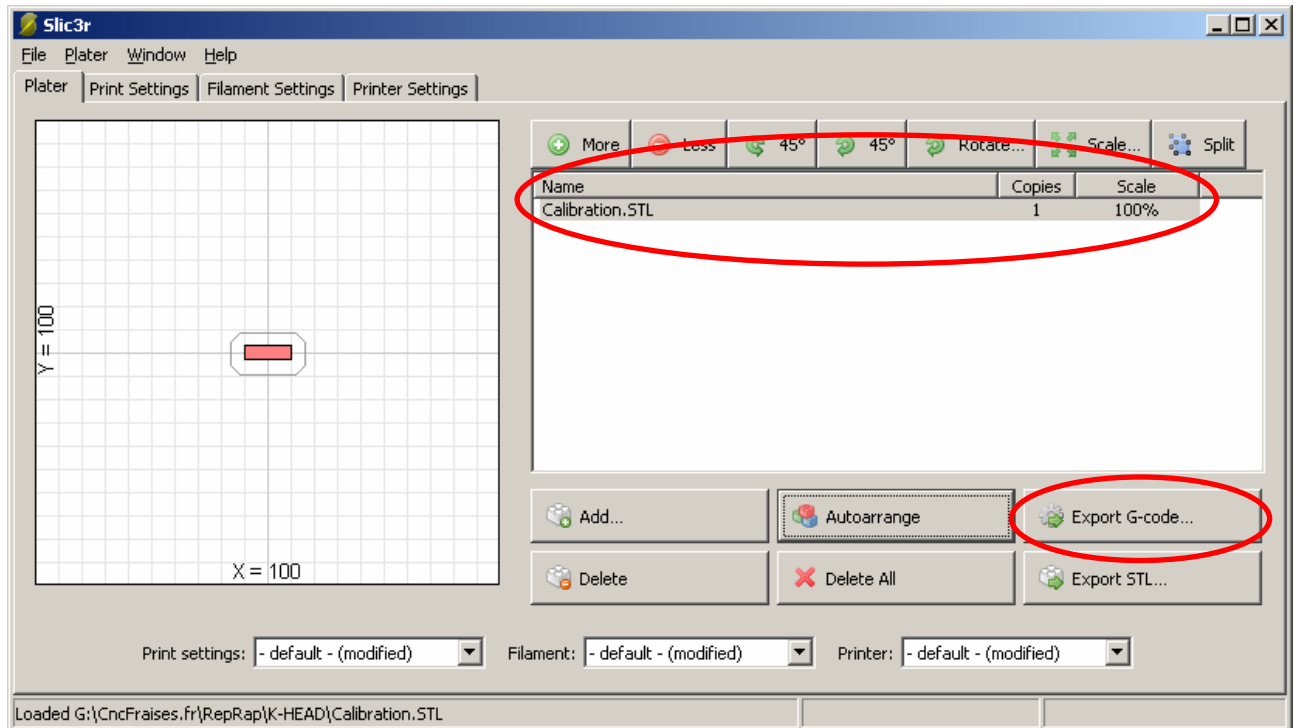 Slic3r
File Plater Window Help
Plater Print Settings Filament Settings Printer Settings
More Less 45° 45° Rotate... Scale... Split
Name Copies Scale
Calibration.STL 1 100%
Y = 100
X = 100
Add... Autoarrange Export G-code...
Delete Delete All Export STL...
Print settings: - default - (modified) Filament: - default - (modified) Printer: - default - (modified)
Loaded G:\CncFraises.fr\RepRap\K-HEAD\Calibration.STL